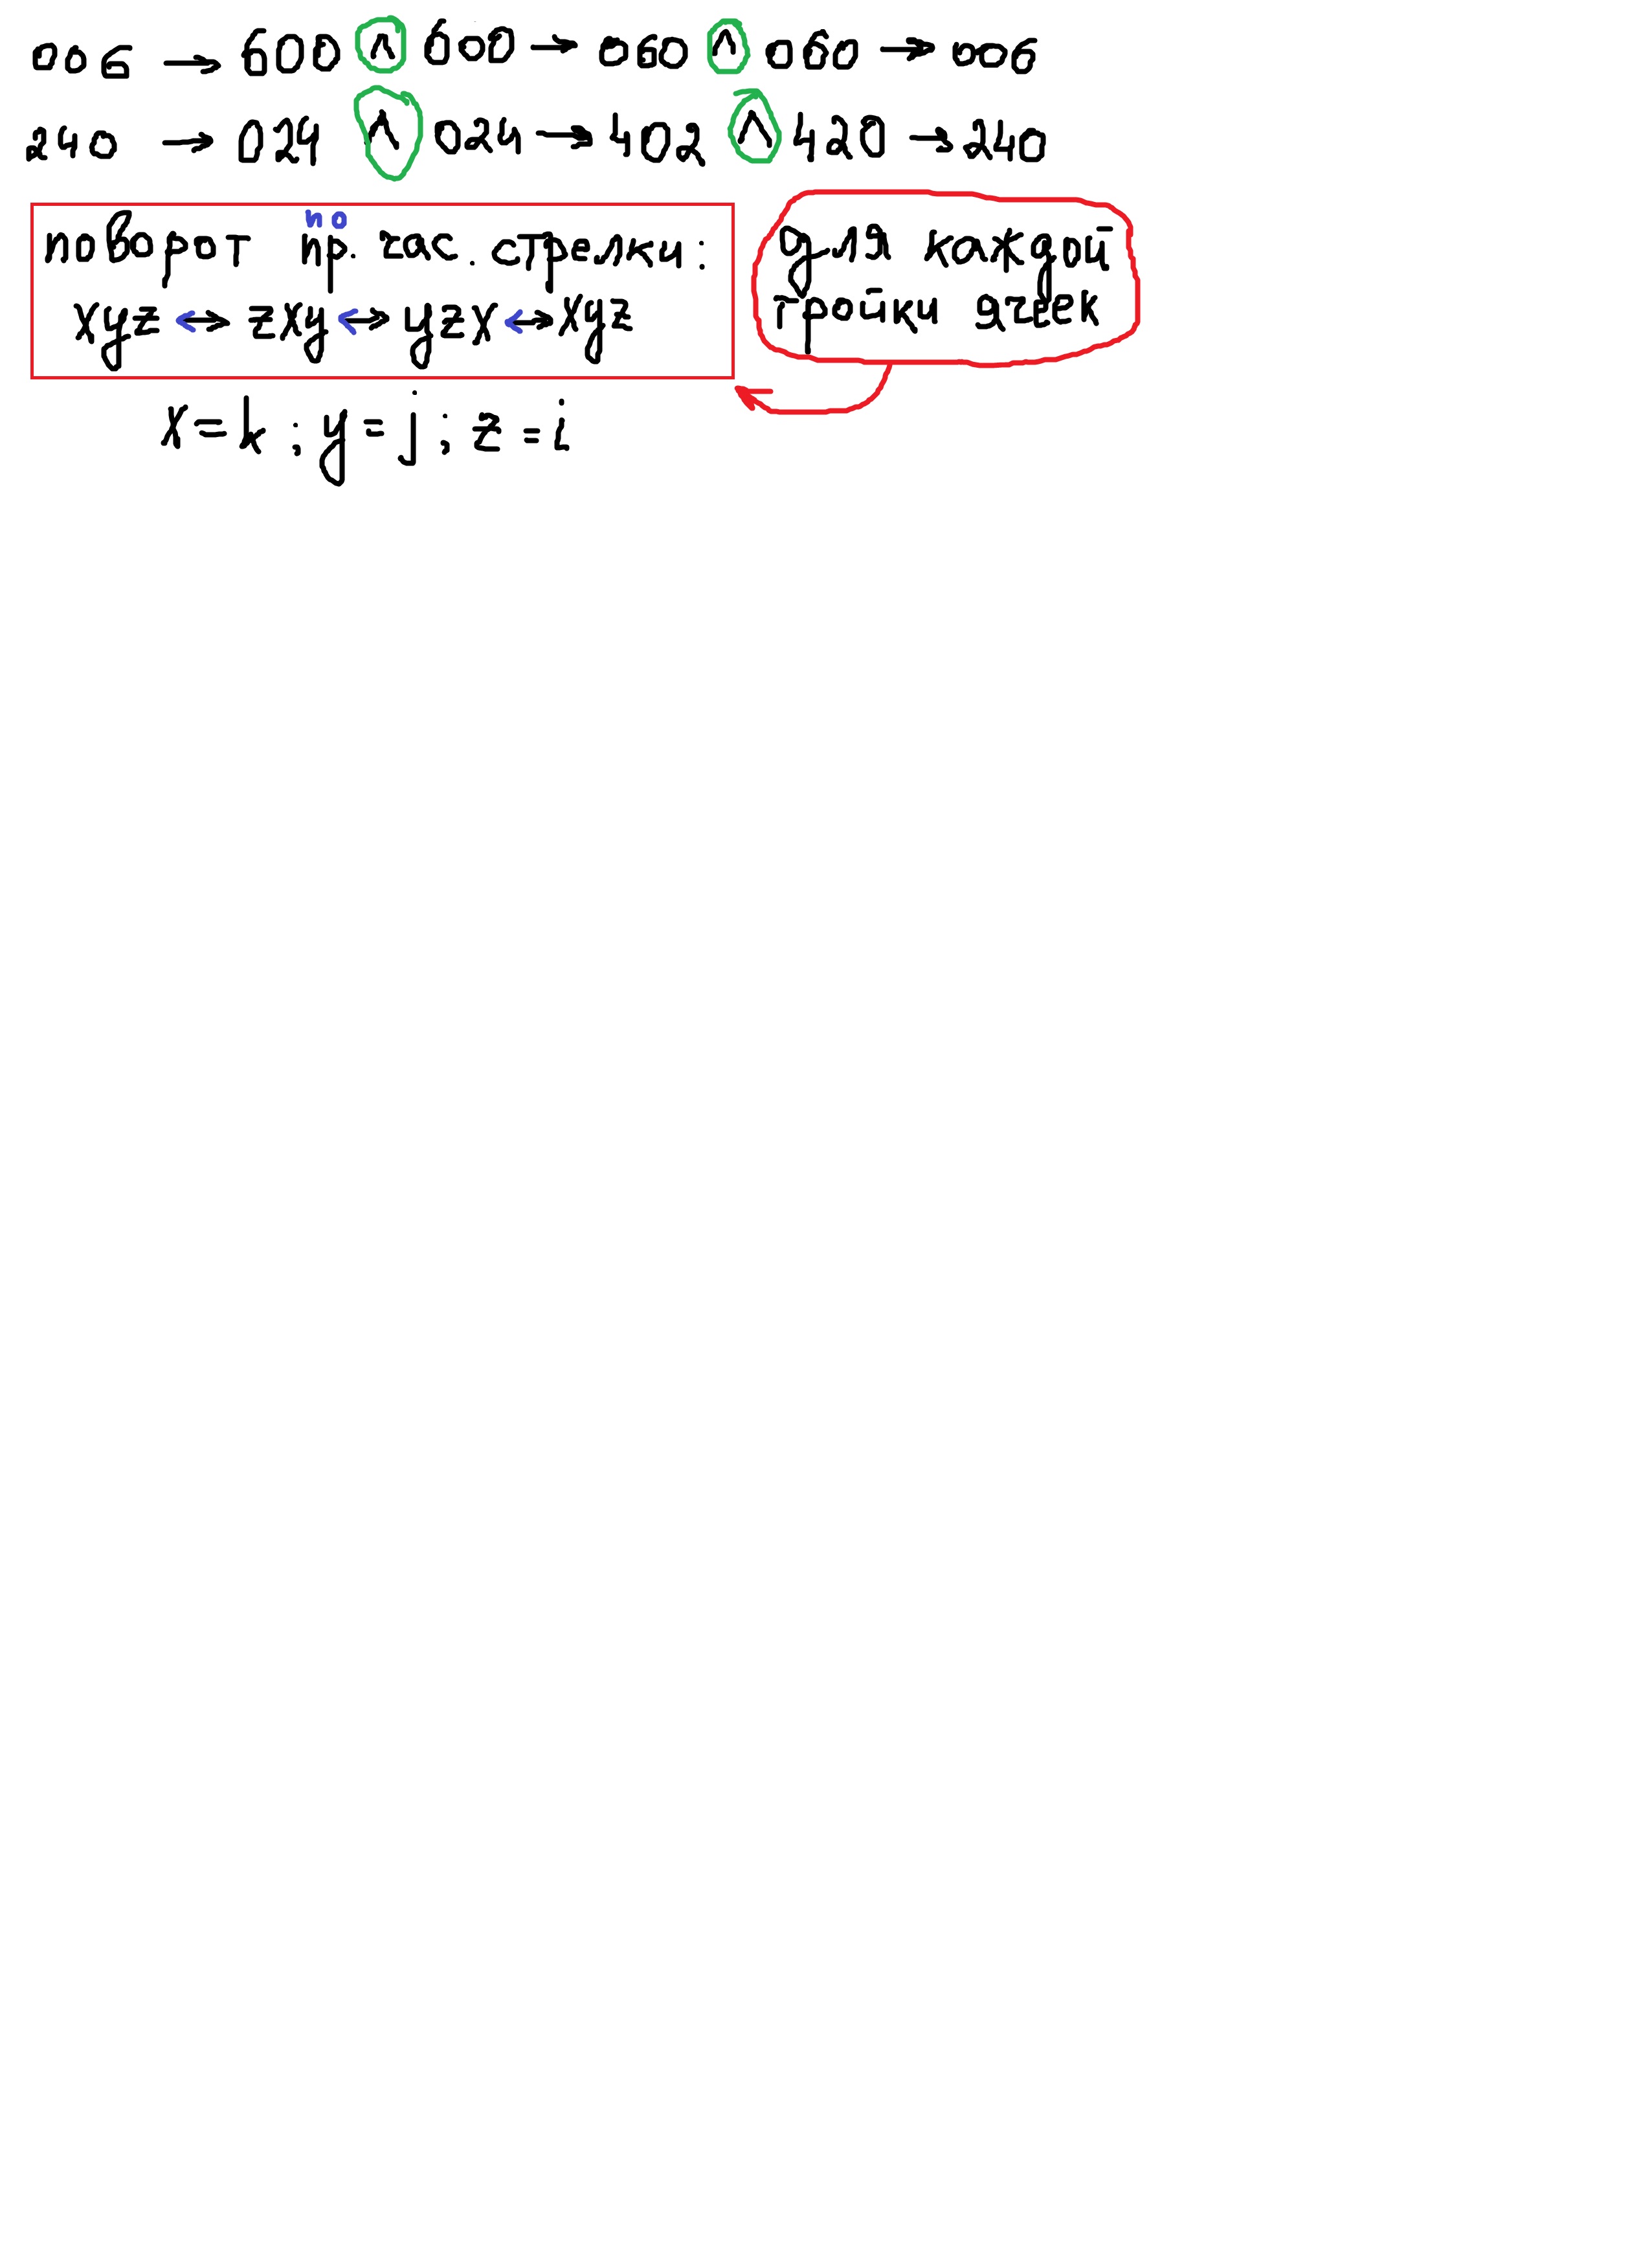 006 → 600 ∧ 600 → 060 ∧ 060 → 006
240 → 024 ∧ 024 → 402 ∧ 420 → 240
по
поворот пр. час. стрелки:
xyz ↔ zxy ↔ yzx ↔ xyz
для каждой
тройки ячеек
x = k ; y = j ; z = i